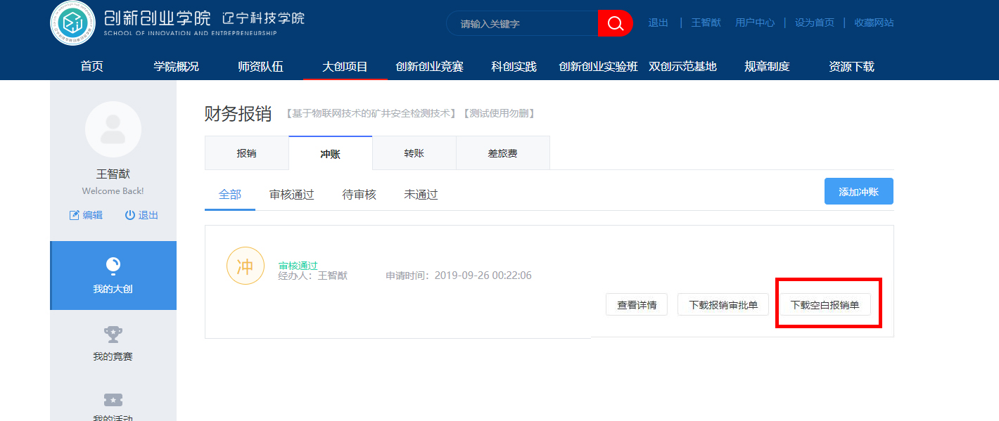 创新创业学院 辽宁科技学院
SCHOOL OF INNOVATION AND ENTREPRENEURSHIP
请输入关键字
退出 | 王智猷 用户中心 | 设为首页 | 收藏网站
首页 学院概况 师资队伍 大创项目 创新创业竞赛 科创实践 创新创业实验班 双创示范基地 规章制度 资源下载
王智猷
Welcome Back!
编辑 退出
我的大创
我的竞赛
我的活动
财务报销 【基于物联网技术的矿井安全检测技术】【测试使用勿删】
报销 冲账 转账 差旅费
全部 审核通过 待审核 未通过 添加冲账
冲
审核通过
经办人：王智猷 申请时间：2019-09-26 00:22:06
查看详情 下载报销审批单 下载空白报销单